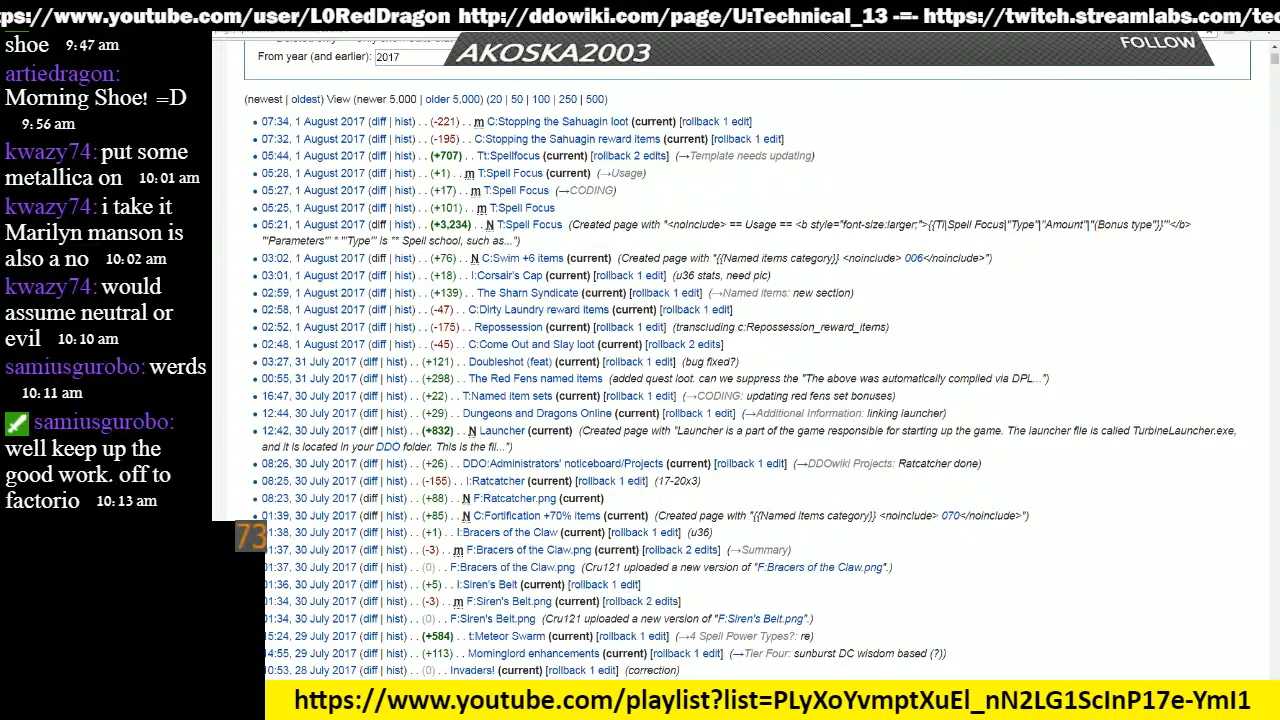 ps://www.youtube.com/user/L0RedDragon http://ddowiki.com/page/U:Technical_13 -=- https://twitch.streamlabs.com/tec
shoe 9:47 am
artiedragon:
Morning Shoe! =D
9:56 am
kwazy74: put some
metallica on 10:01 am
kwazy74: i take it
Marilyn manson is
also a no 10:02 am
kwazy74: would
assume neutral or
evil 10:10 am
samiusgurobo: werds
10:11 am
samiusgurobo:
well keep up the
good work. off to
factorio 10:13 am
AKOSKA2003
FOLLOW
From year (and earlier): 2017
(newest | oldest) View (newer 5,000 | older 5,000) (20 | 50 | 100 | 250 | 500)
07:34, 1 August 2017 (diff | hist) . . (-221) . . m C:Stopping the Sahuagin loot (current) [rollback 1 edit]
07:32, 1 August 2017 (diff | hist) . . (-195) . . C:Stopping the Sahuagin reward items (current) [rollback 1 edit]
05:44, 1 August 2017 (diff | hist) . . (+707) . . Tt:Spellfocus (current) [rollback 2 edits] (→Template needs updating)
05:28, 1 August 2017 (diff | hist) . . (+1) . . m T:Spell Focus (current) (→Usage)
05:27, 1 August 2017 (diff | hist) . . (+17) . . m T:Spell Focus (→CODING)
05:25, 1 August 2017 (diff | hist) . . (+101) . . m T:Spell Focus
05:21, 1 August 2017 (diff | hist) . . (+3,234) . . N T:Spell Focus (Created page with "<noinclude> == Usage == <b style="font-size:larger;">{{Tl|Spell Focus|''Type''|''Amount''|''(Bonus type)''}}'''</b>
'''Parameters''' * '''Type''' is ** Spell school, such as...")
03:02, 1 August 2017 (diff | hist) . . (+76) . . N C:Swim +6 items (current) (Created page with "{{Named items category}} <noinclude> 006</noinclude>")
03:01, 1 August 2017 (diff | hist) . . (+18) . . I:Corsair's Cap (current) [rollback 1 edit] (u36 stats, need pic)
02:59, 1 August 2017 (diff | hist) . . (+139) . . The Sharn Syndicate (current) [rollback 1 edit] (→Named items: new section)
02:58, 1 August 2017 (diff | hist) . . (-47) . . C:Dirty Laundry reward items (current) [rollback 1 edit]
02:52, 1 August 2017 (diff | hist) . . (-175) . . Repossession (current) [rollback 1 edit] (transcluding c:Repossession_reward_items)
02:48, 1 August 2017 (diff | hist) . . (-45) . . C:Come Out and Slay loot (current) [rollback 2 edits]
03:27, 31 July 2017 (diff | hist) . . (+121) . . Doubleshot (feat) (current) [rollback 1 edit] (bug fixed?)
00:55, 31 July 2017 (diff | hist) . . (+298) . . The Red Fens named items (added quest loot. can we suppress the "The above was automatically compiled via DPL...")
16:47, 30 July 2017 (diff | hist) . . (+22) . . T:Named item sets (current) [rollback 1 edit] (→CODING: updating red fens set bonuses)
12:44, 30 July 2017 (diff | hist) . . (+29) . . Dungeons and Dragons Online (current) [rollback 1 edit] (→Additional Information: linking launcher)
12:42, 30 July 2017 (diff | hist) . . (+832) . . N Launcher (current) (Created page with "Launcher is a part of the game responsible for starting up the game. The launcher file is called TurbineLauncher.exe,
and it is located in your DDO folder. This is the fil...")
08:26, 30 July 2017 (diff | hist) . . (+26) . . DDO:Administrators' noticeboard/Projects (current) [rollback 1 edit] (→DDOwiki Projects: Ratcatcher done)
08:25, 30 July 2017 (diff | hist) . . (-155) . . I:Ratcatcher (current) [rollback 1 edit] (17-20x3)
08:23, 30 July 2017 (diff | hist) . . (+88) . . N F:Ratcatcher.png (current)
01:39, 30 July 2017 (diff | hist) . . (+85) . . N C:Fortification +70% items (current) (Created page with "{{Named items category}} <noinclude> 070</noinclude>")
73
01:38, 30 July 2017 (diff | hist) . . (+1) . . I:Bracers of the Claw (u36)
01:37, 30 July 2017 (diff | hist) . . (-3) . . m F:Bracers of the Claw.png (current) [rollback 2 edits] (→Summary)
01:37, 30 July 2017 (diff | hist) . . (0) . . F:Bracers of the Claw.png (Cru121 uploaded a new version of "F:Bracers of the Claw.png".)
01:36, 30 July 2017 (diff | hist) . . (+5) . . I:Siren's Belt (current) [rollback 1 edit]
01:34, 30 July 2017 (diff | hist) . . (-3) . . m F:Siren's Belt.png (current) [rollback 2 edits]
01:34, 30 July 2017 (diff | hist) . . (0) . . F:Siren's Belt.png (Cru121 uploaded a new version of "F:Siren's Belt.png".)
15:24, 29 July 2017 (diff | hist) . . (+584) . . t:Meteor Swarm (current) [rollback 1 edit] (→4 Spell Power Types?: re)
14:55, 29 July 2017 (diff | hist) . . (+113) . . Morninglord enhancements (current) [rollback 1 edit] (→Tier Four: sunburst DC wisdom based (?))
10:53, 28 July 2017 (diff | hist) . . (0) . . Invaders! (current) [rollback 1 edit] (correction)
https://www.youtube.com/playlist?list=PLyXoYvmptXuEl_nN2LG1ScInP17e-YmI1